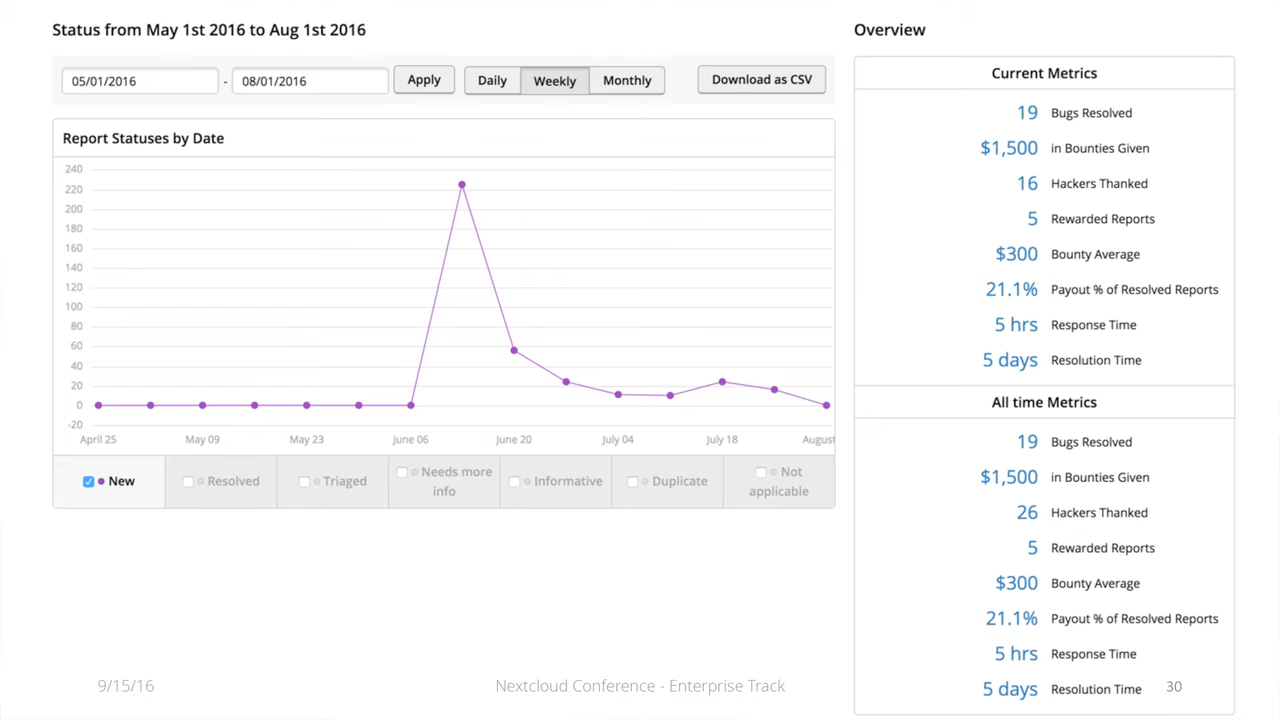 Status from May 1st 2016 to Aug 1st 2016
05/01/2016 - 08/01/2016 Apply Daily Weekly Monthly Download as CSV
Report Statuses by Date
240
220
200
180
160
140
120
100
80
60
40
20
0
-20
April 25 May 09 May 23 June 06 June 20 July 04 July 18 August
New
Resolved
Triaged
Needs more
info
Informative
Duplicate
Not
applicable
Overview
Current Metrics
19 Bugs Resolved
$1,500 in Bounties Given
16 Hackers Thanked
5 Rewarded Reports
$300 Bounty Average
21.1% Payout % of Resolved Reports
5 hrs Response Time
5 days Resolution Time
All time Metrics
19 Bugs Resolved
$1,500 in Bounties Given
26 Hackers Thanked
5 Rewarded Reports
$300 Bounty Average
21.1% Payout % of Resolved Reports
5 hrs Response Time
5 days Resolution Time
9/15/16 Nextcloud Conference - Enterprise Track 30